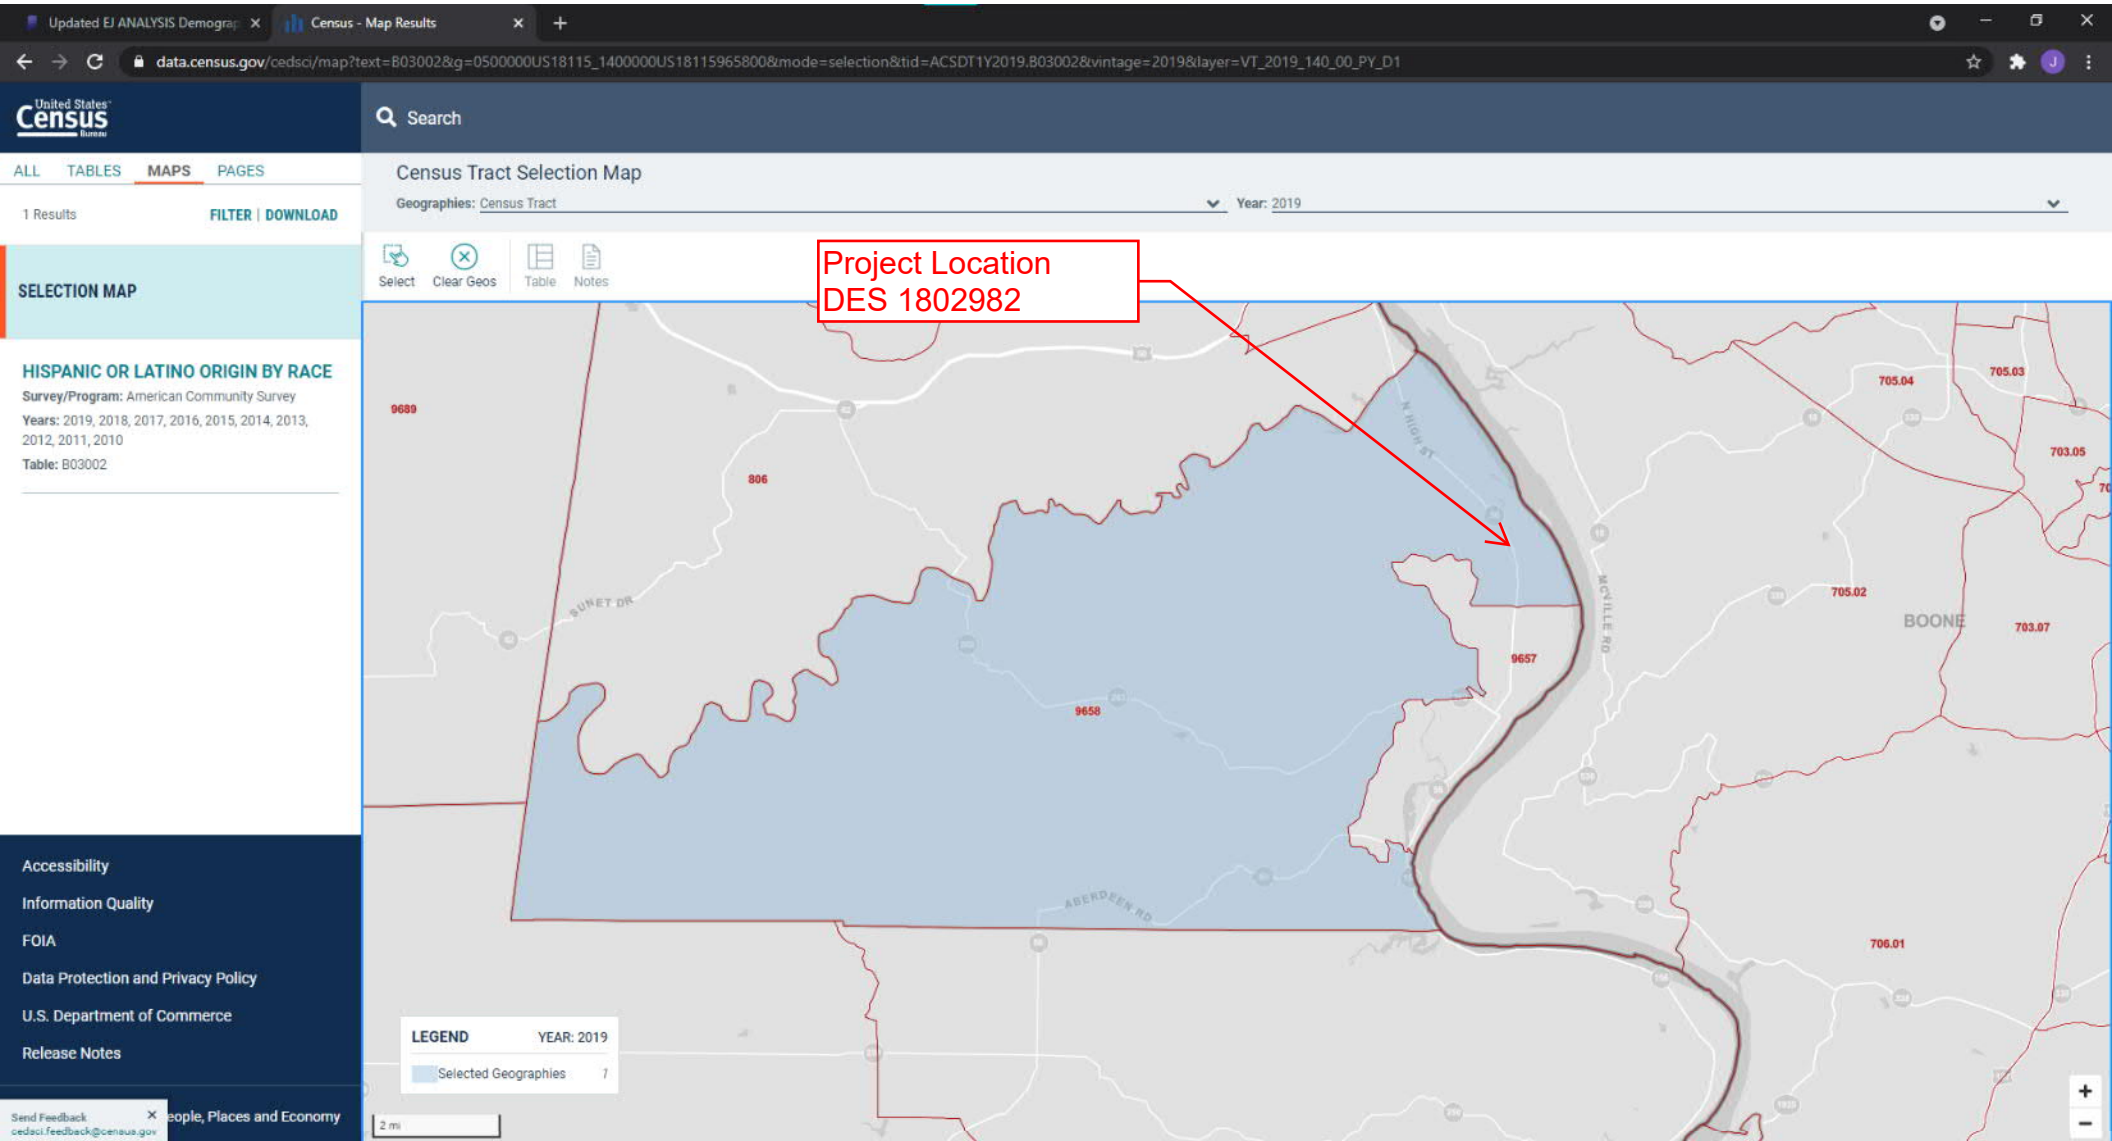 Updated EJ ANALYSIS Demograp
Census - Map Results
data.census.gov/cedsci/map?text=B03002&g=0500000US18115_1400000US18115965800&mode=selection&tid=ACSDT1Y2019.B03002&vintage=2019&layer=VT_2019_140_00_PY_D1
J
United States
Census
Bureau
Search
ALL TABLES MAPS PAGES
1 Results
FILTER | DOWNLOAD
SELECTION MAP
HISPANIC OR LATINO ORIGIN BY RACE
Survey/Program: American Community Survey
Years: 2019, 2018, 2017, 2016, 2015, 2014, 2013,
2012, 2011, 2010
Table: B03002
Accessibility
Information Quality
FOIA
Data Protection and Privacy Policy
U.S. Department of Commerce
Release Notes
Send Feedback
cedsci.feedback@census.gov
eople, Places and Economy
Census Tract Selection Map
Geographies: Census Tract
Year: 2019
Select Clear Geos Table Notes
Project Location
DES 1802982
9689
806
N HIGH ST
705.04
705.03
703.05
70
SUNET DR
MCVILLE RD
705.02
BOONE
703.07
9657
9658
ABERDEEN RD
706.01
LEGEND YEAR: 2019
Selected Geographies 1
2 mi